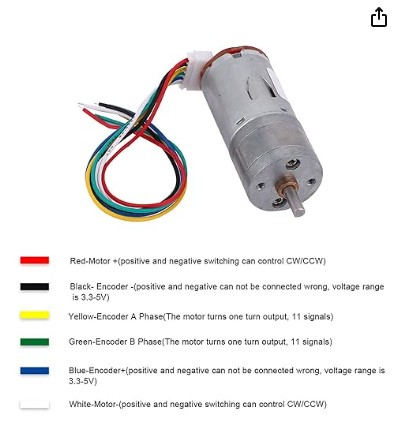 Red-Motor +(positive and negative switching can control CW/CCW)
Black- Encoder -(positive and negative can not be connected wrong, voltage range
is 3.3-5V)
Yellow-Encoder A Phase(The motor turns one turn output, 11 signals)
Green-Encoder B Phase(The motor turns one turn output, 11 signals)
Blue-Encoder+(positive and negative can not be connected wrong, voltage range is
3.3-5V)
White-Motor-(positive and negative switching can control CW/CCW)